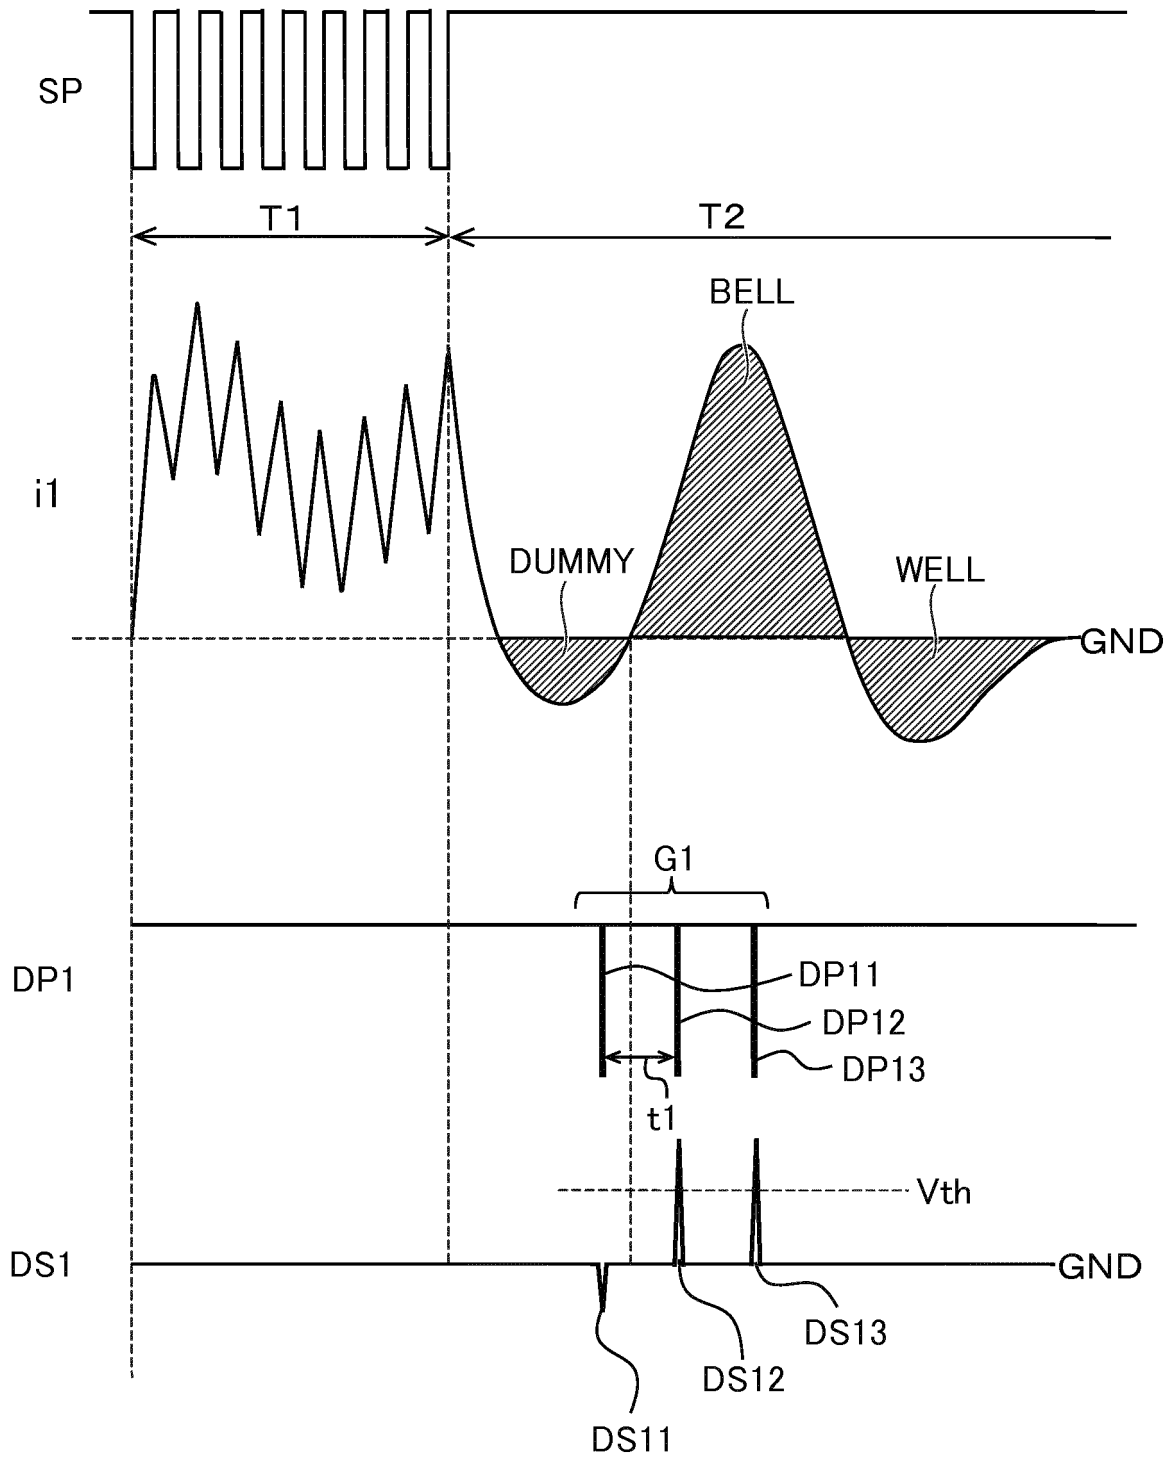 SP
T1
T2
BELL
i1
DUMMY
WELL
GND
G1
DP1
DP11
DP12
DP13
t1
Vth
DS1
GND
DS13
DS12
DS11